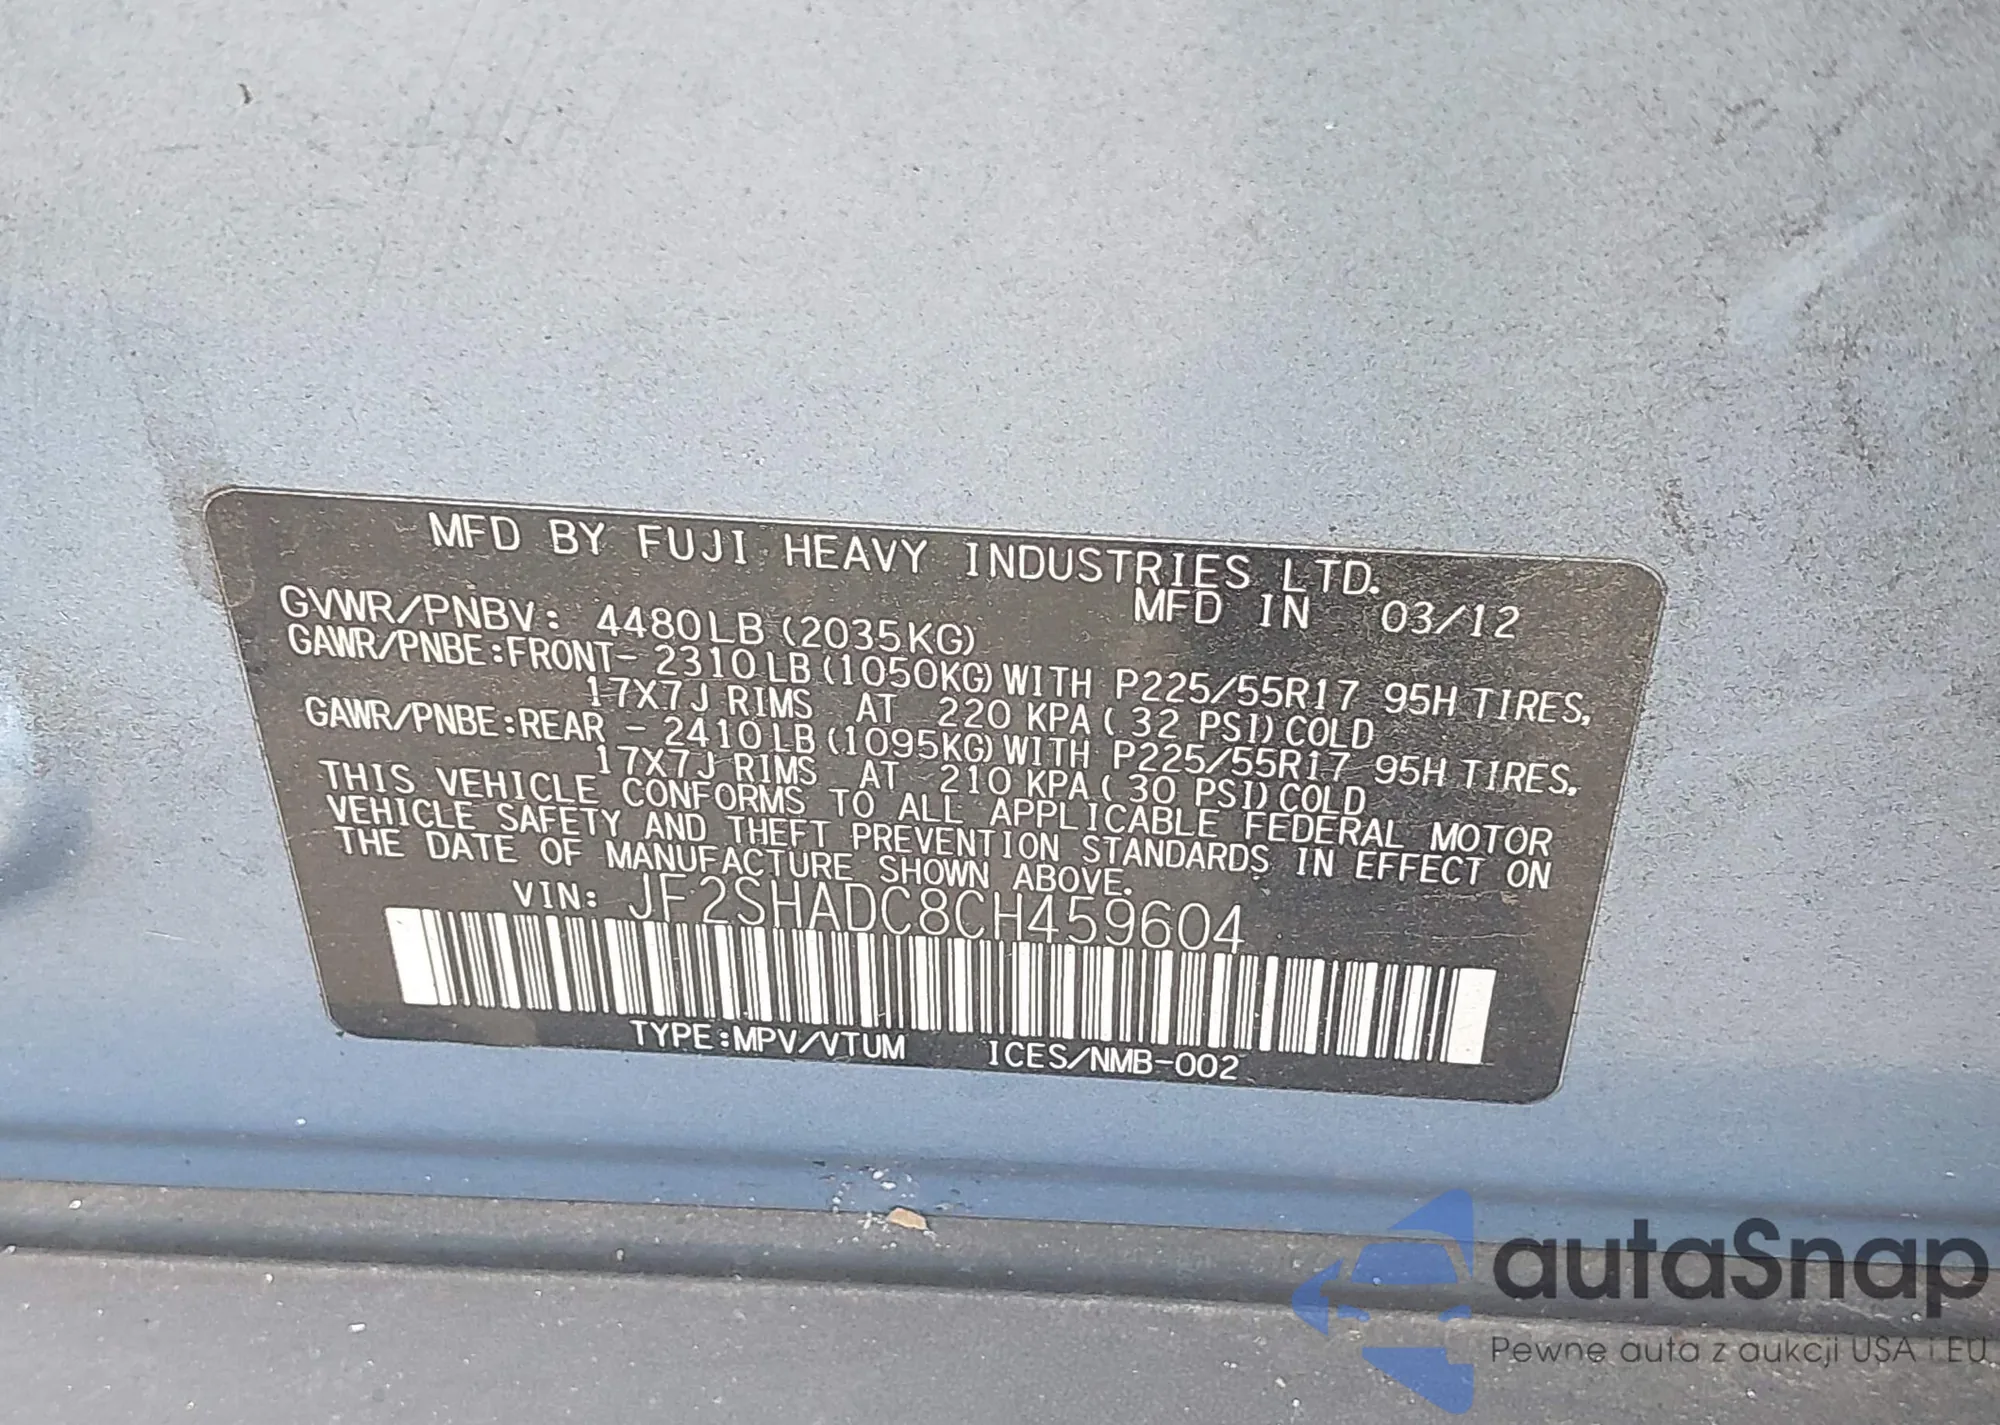 MFD BY FUJI HEAVY INDUSTRIES LTD.
MFD IN 03/12
GVWR/PNBV: 4480LB (2035KG)
GAWR/PNBE:FRONT- 2310LB (1050KG) WITH P225/55R17 95H TIRES,
17X7J RIMS AT 220 KPA ( 32 PSI) COLD
GAWR/PNBE:REAR - 2410LB (1095KG) WITH P225/55R17 95H TIRES,
17X7J RIMS AT 210 KPA ( 30 PSI) COLD
THIS VEHICLE CONFORMS TO ALL APPLICABLE FEDERAL MOTOR
VEHICLE SAFETY AND THEFT PREVENTION STANDARDS IN EFFECT ON
THE DATE OF MANUFACTURE SHOWN ABOVE.
VIN: JF2SHADC8CH459604
TYPE:MPV/VTUM ICES/NMB-002
autaSnap
Pewne auta z aukcji USA i EU